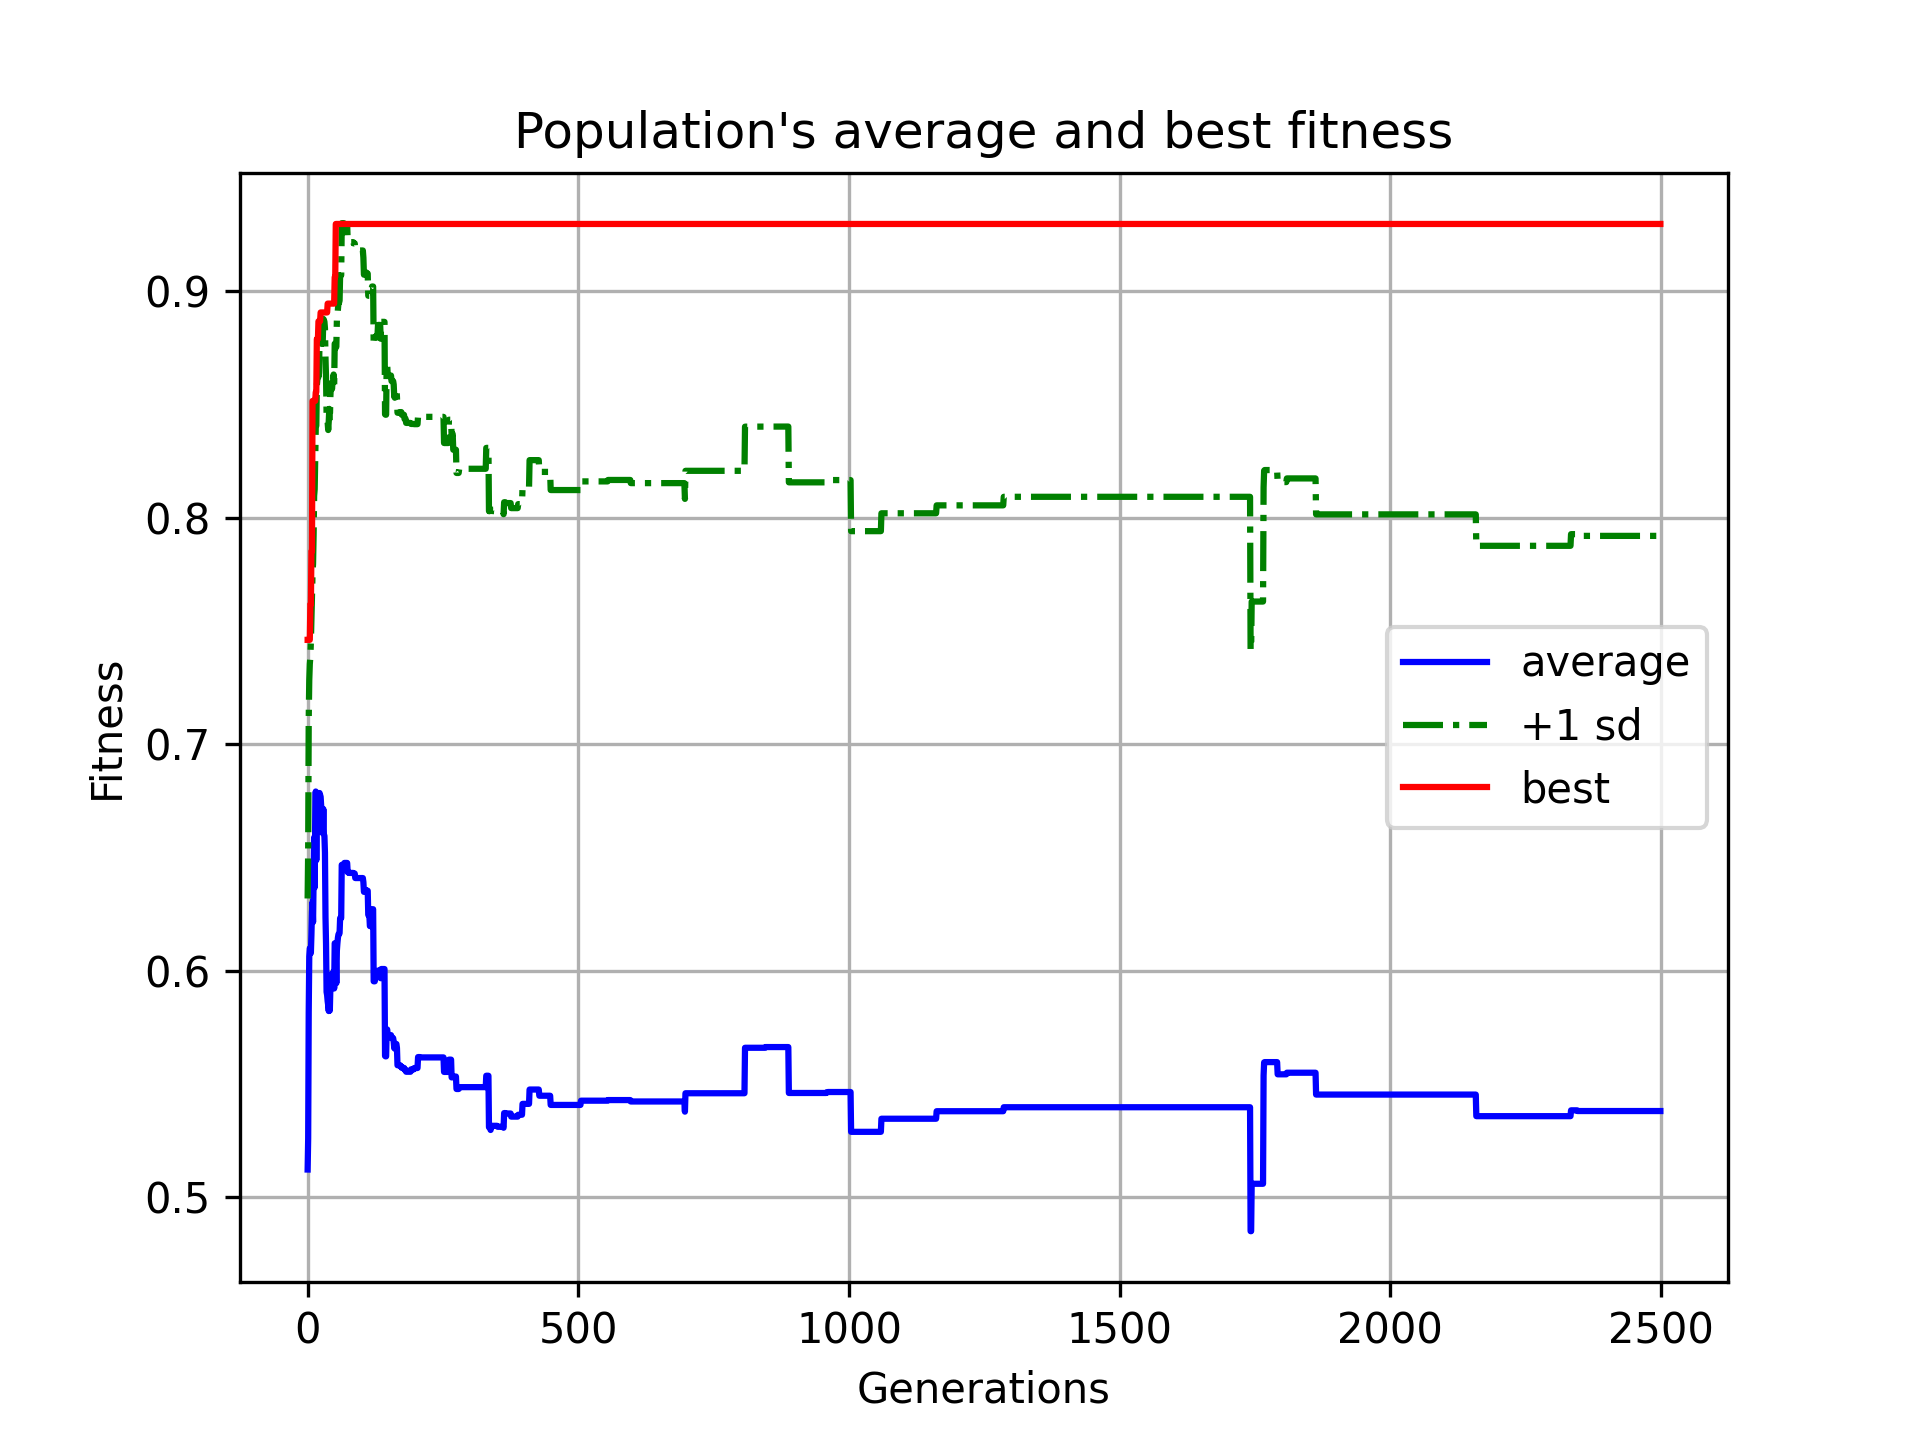 Population's average and best fitness
Fitness
0.9
0.8
0.7
0.6
0.5
average
+1 sd
best
0 500 1000 1500 2000 2500
Generations